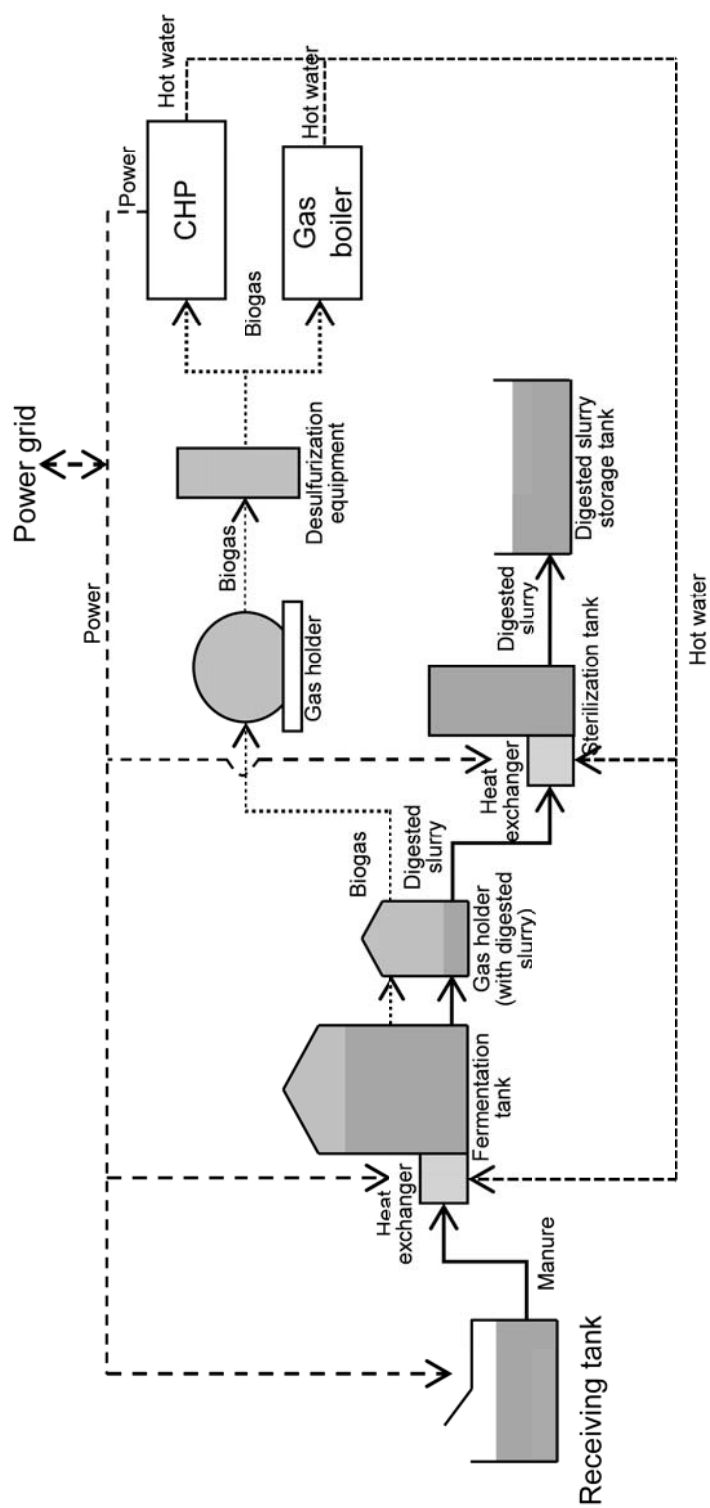 Power grid
Power
Power
Hot water
CHP
Hot water
Gas
boiler
Biogas
Desulfurization
equipment
Biogas
Gas holder
Biogas
Digested
slurry
Gas holder
(with digested
slurry)
Heat
exchanger
Sterilization tank
Digested
slurry
Digested slurry
storage tank
Heat
exchanger
Fermentation
tank
Manure
Receiving tank
Hot water